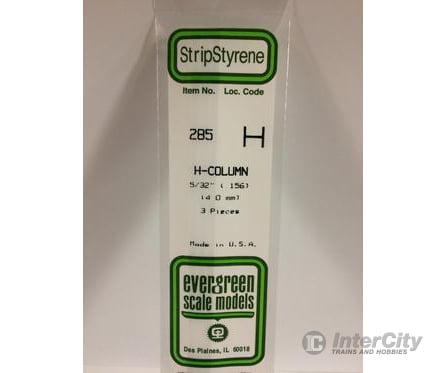 StripStyrene
Item No. Loc. Code
285 H
H-COLUMN
5/32" (.156)
(4.0 mm)
3 Pieces
Made in U.S.A.
evergreen
scale models
Des Plaines, IL 60018
IC InterCity
TRAINS AND HOBBIES